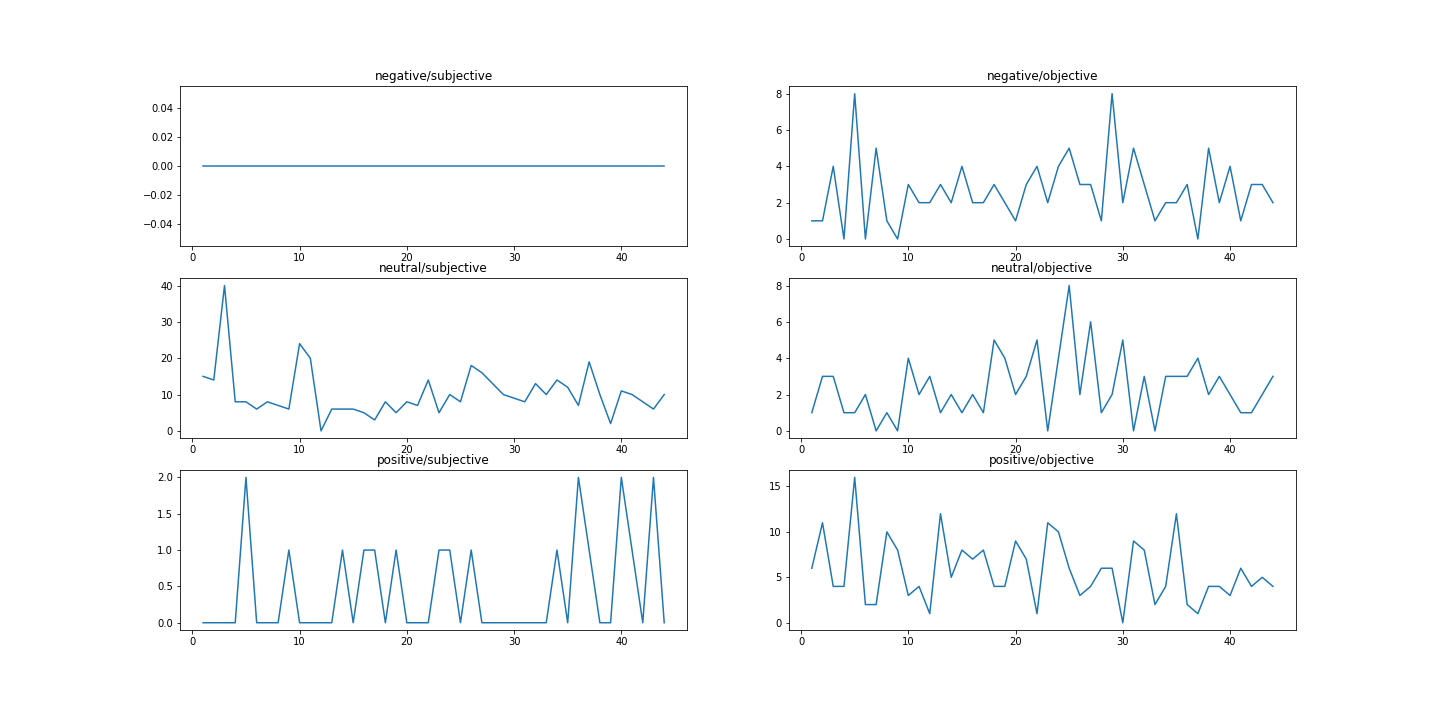 negative/subjective
0.04
0.02
0.00
−0.02
−0.04
0 10 20 30 40
negative/objective
8
6
4
2
0
0 10 20 30 40
neutral/subjective
40
30
20
10
0
0 10 20 30 40
neutral/objective
8
6
4
2
0
0 10 20 30 40
positive/subjective
2.0
1.5
1.0
0.5
0.0
0 10 20 30 40
positive/objective
15
10
5
0
0 10 20 30 40